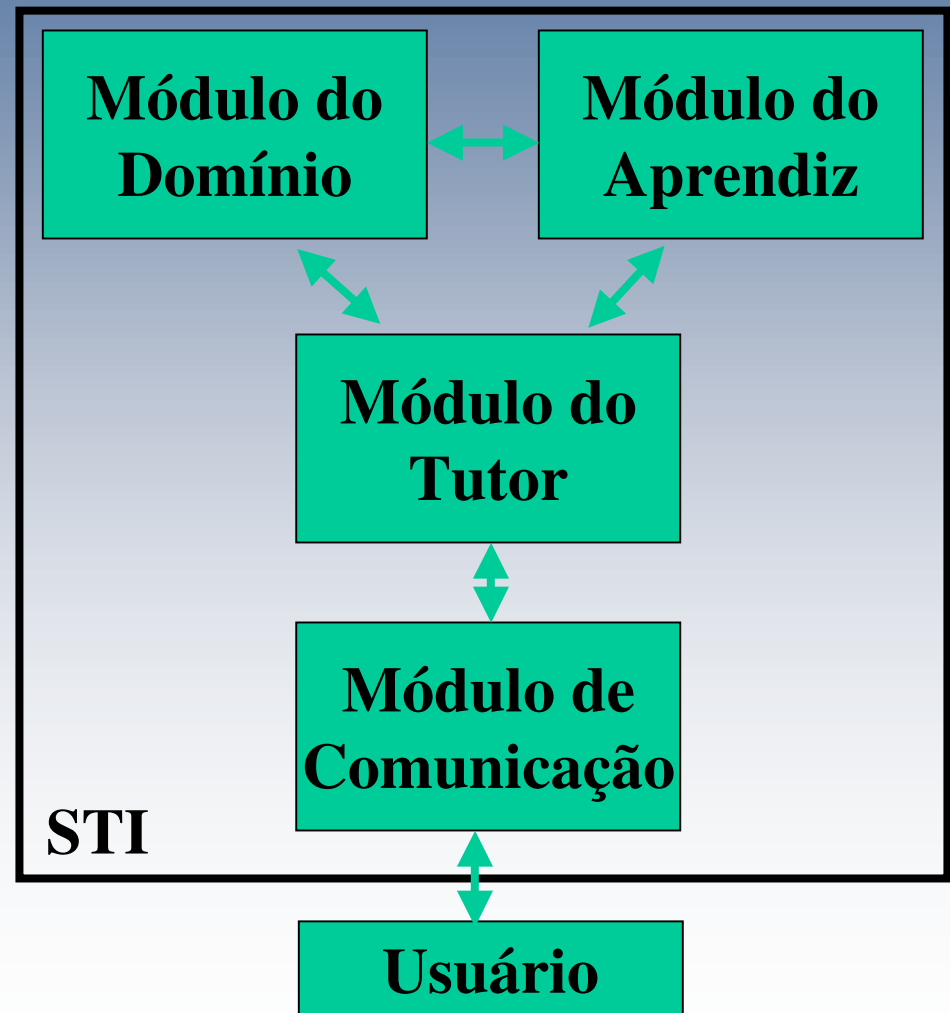 Módulo do
Domínio
Módulo do
Aprendiz
Módulo do
Tutor
Módulo de
Comunicação
STI
Usuário